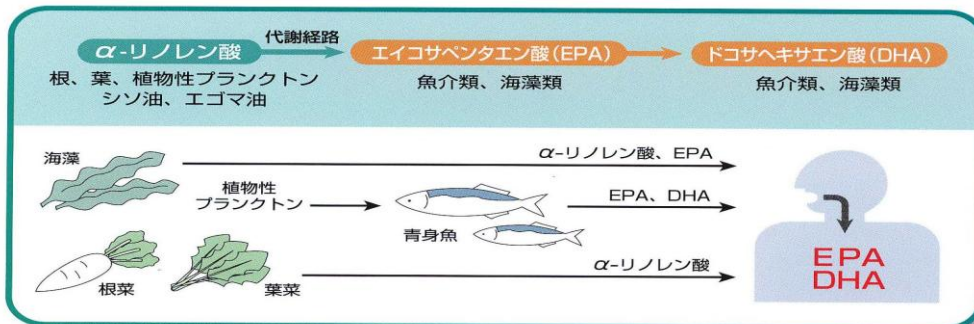 代謝経路
α-リノレン酸
エイコサペンタエン酸(EPA)
ドコサヘキサエン酸(DHA)
根、葉、植物性プランクトン
シソ油、エゴマ油
魚介類、海藻類
魚介類、海藻類
海藻
α-リノレン酸、EPA
植物性
プランクトン
EPA、DHA
青身魚
α-リノレン酸
根菜
葉菜
EPA
DHA